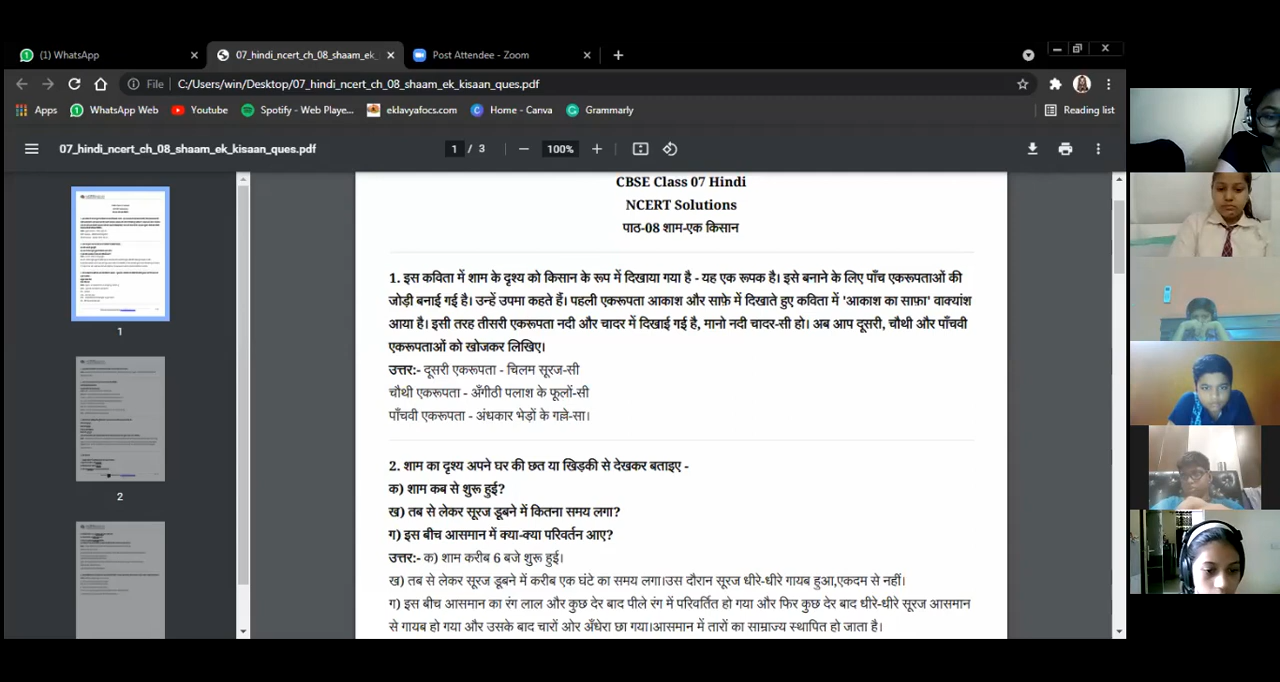 (1) WhatsApp
07_hindi_ncert_ch_08_shaam_ek_
Post Attendee - Zoom
File
C:/Users/win/Desktop/07_hindi_ncert_ch_08_shaam_ek_kisaan_ques.pdf
Apps
WhatsApp Web
Youtube
Spotify - Web Playe...
eklavyafocs.com
Home - Canva
Grammarly
Reading list
07_hindi_ncert_ch_08_shaam_ek_kisaan_ques.pdf
1 / 3
100%
1
2
CBSE Class 07 Hindi
NCERT Solutions
पाठ-08 शाम-एक किसान
1. इस कविता में शाम के दृश्य को किसान के रूप में दिखाया गया है - यह एक रूपक है। इसे बनाने के लिए पाँच एकरूपताओं की
जोड़ी बनाई गई है। उन्हें उपमा कहते हैं। पहली एकरूपता आकाश और साफ़े में दिखाते हुए कविता में 'आकाश का साफ़ा' वाक्यांश
आया है। इसी तरह तीसरी एकरूपता नदी और चादर में दिखाई गई है, मानो नदी चादर-सी हो। अब आप दूसरी, चौथी और पाँचवी
एकरूपताओं को खोजकर लिखिए।
उत्तर:- दूसरी एकरूपता - चिलम सूरज-सी
चौथी एकरूपता - अँगीठी पलाश के फूलों-सी
पाँचवी एकरूपता - अंधकार भेड़ों के गल्ले-सा।
2. शाम का दृश्य अपने घर की छत या खिड़की से देखकर बताइए -
क) शाम कब से शुरू हुई?
ख) तब से लेकर सूरज डूबने में कितना समय लगा?
ग) इस बीच आसमान में क्या-क्या परिवर्तन आए?
उत्तर:- क) शाम करीब 6 बजे शुरू हुई।
ख) तब से लेकर सूरज डूबने में करीब एक घंटे का समय लगा।उस दौरान सूरज धीरे-धीरे गायब हुआ,एकदम से नहीं।
ग) इस बीच आसमान का रंग लाल और कुछ देर बाद पीले रंग में परिवर्तित हो गया और फिर कुछ देर बाद धीरे-धीरे सूरज आसमान
से गायब हो गया और उसके बाद चारों ओर अँधेरा छा गया।आसमान में तारों का साम्राज्य स्थापित हो जाता है।